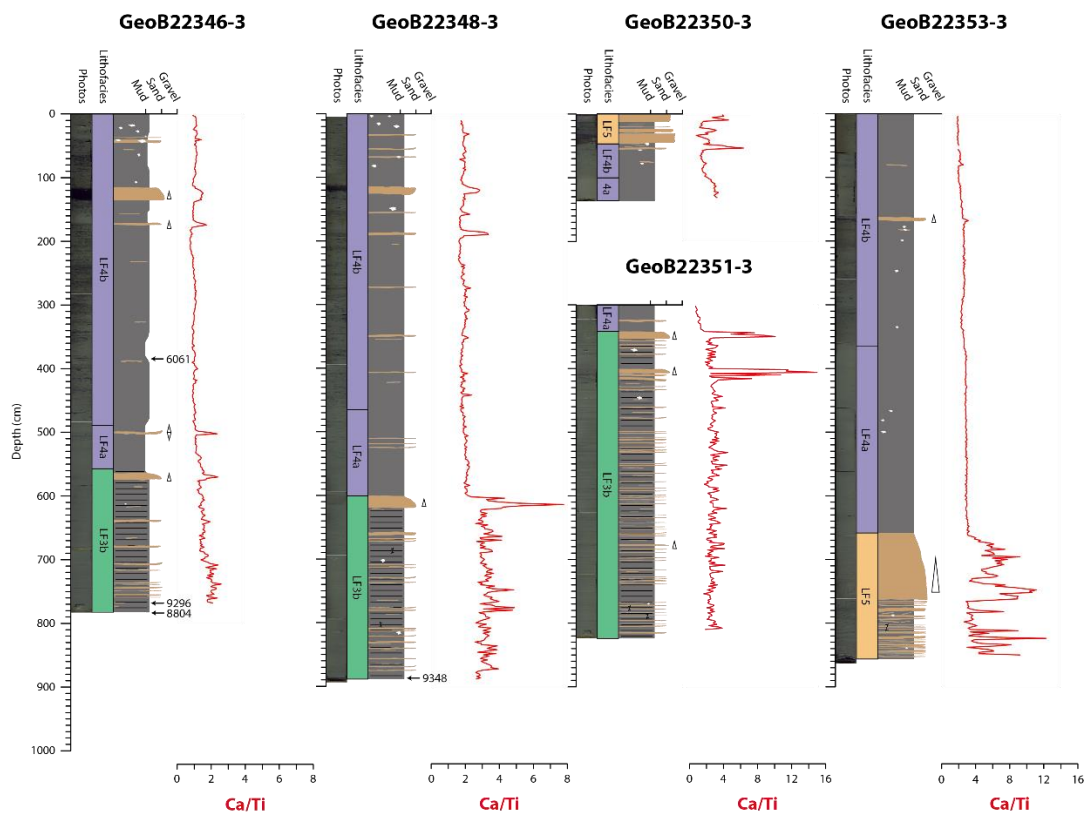 GeoB22346-3
GeoB22348-3
GeoB22350-3
GeoB22353-3
Photos
Lithofacies
Mud
Sand
Gravel
Photos
Lithofacies
Mud
Sand
Gravel
Photos
Lithofacies
Mud
Sand
Gravel
Photos
Lithofacies
Mud
Sand
Gravel
Depth (cm)
0
100
200
300
400
500
600
700
800
900
1000
LF4b
LF4a
LF3b
6061
9296
8804
LF4b
LF4a
LF3b
9348
LF5
LF4b
4a
GeoB22351-3
LF4a
LF3b
LF4b
LF4a
LF5
0 2 4 6 8
Ca/Ti
0 2 4 6 8
Ca/Ti
0 4 8 12 16
Ca/Ti
0 4 8 12 16
Ca/Ti